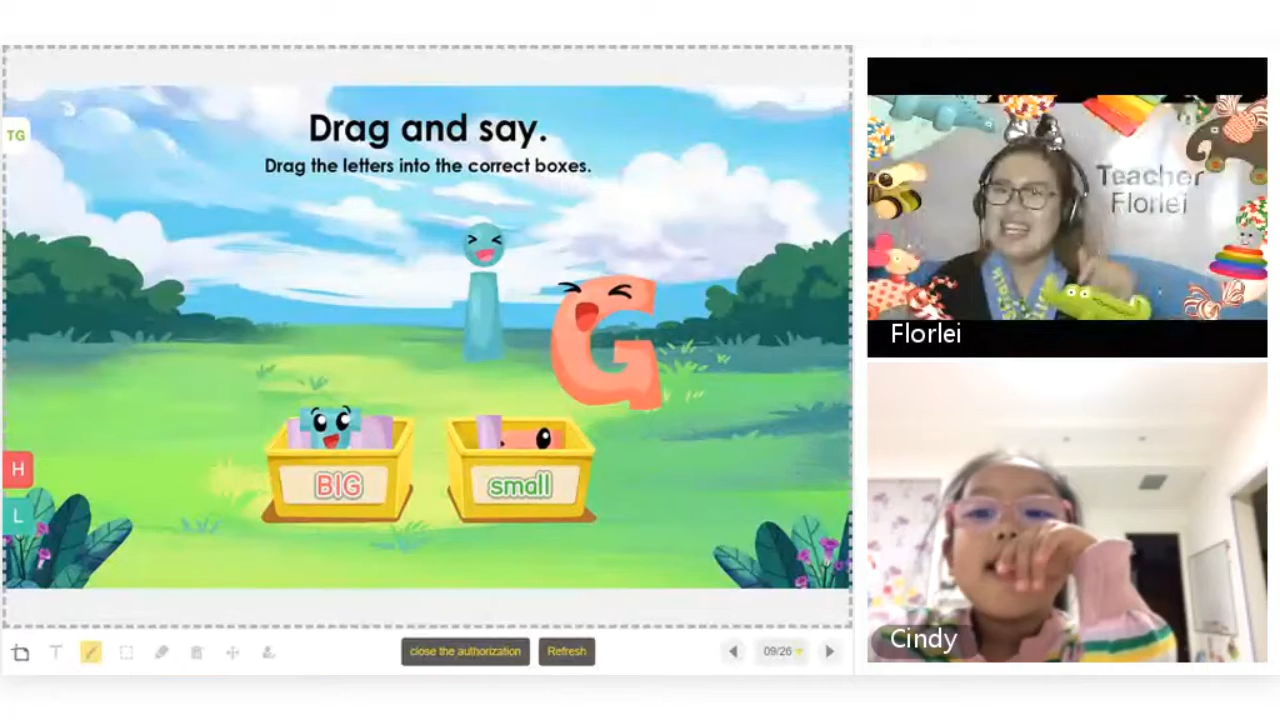 Drag and say.
Drag the letters into the correct boxes.
TG
i
G
BIG
small
H
L
T
close the authorization
Refresh
09/26
Teacher
Florlei
Florlei
Cindy